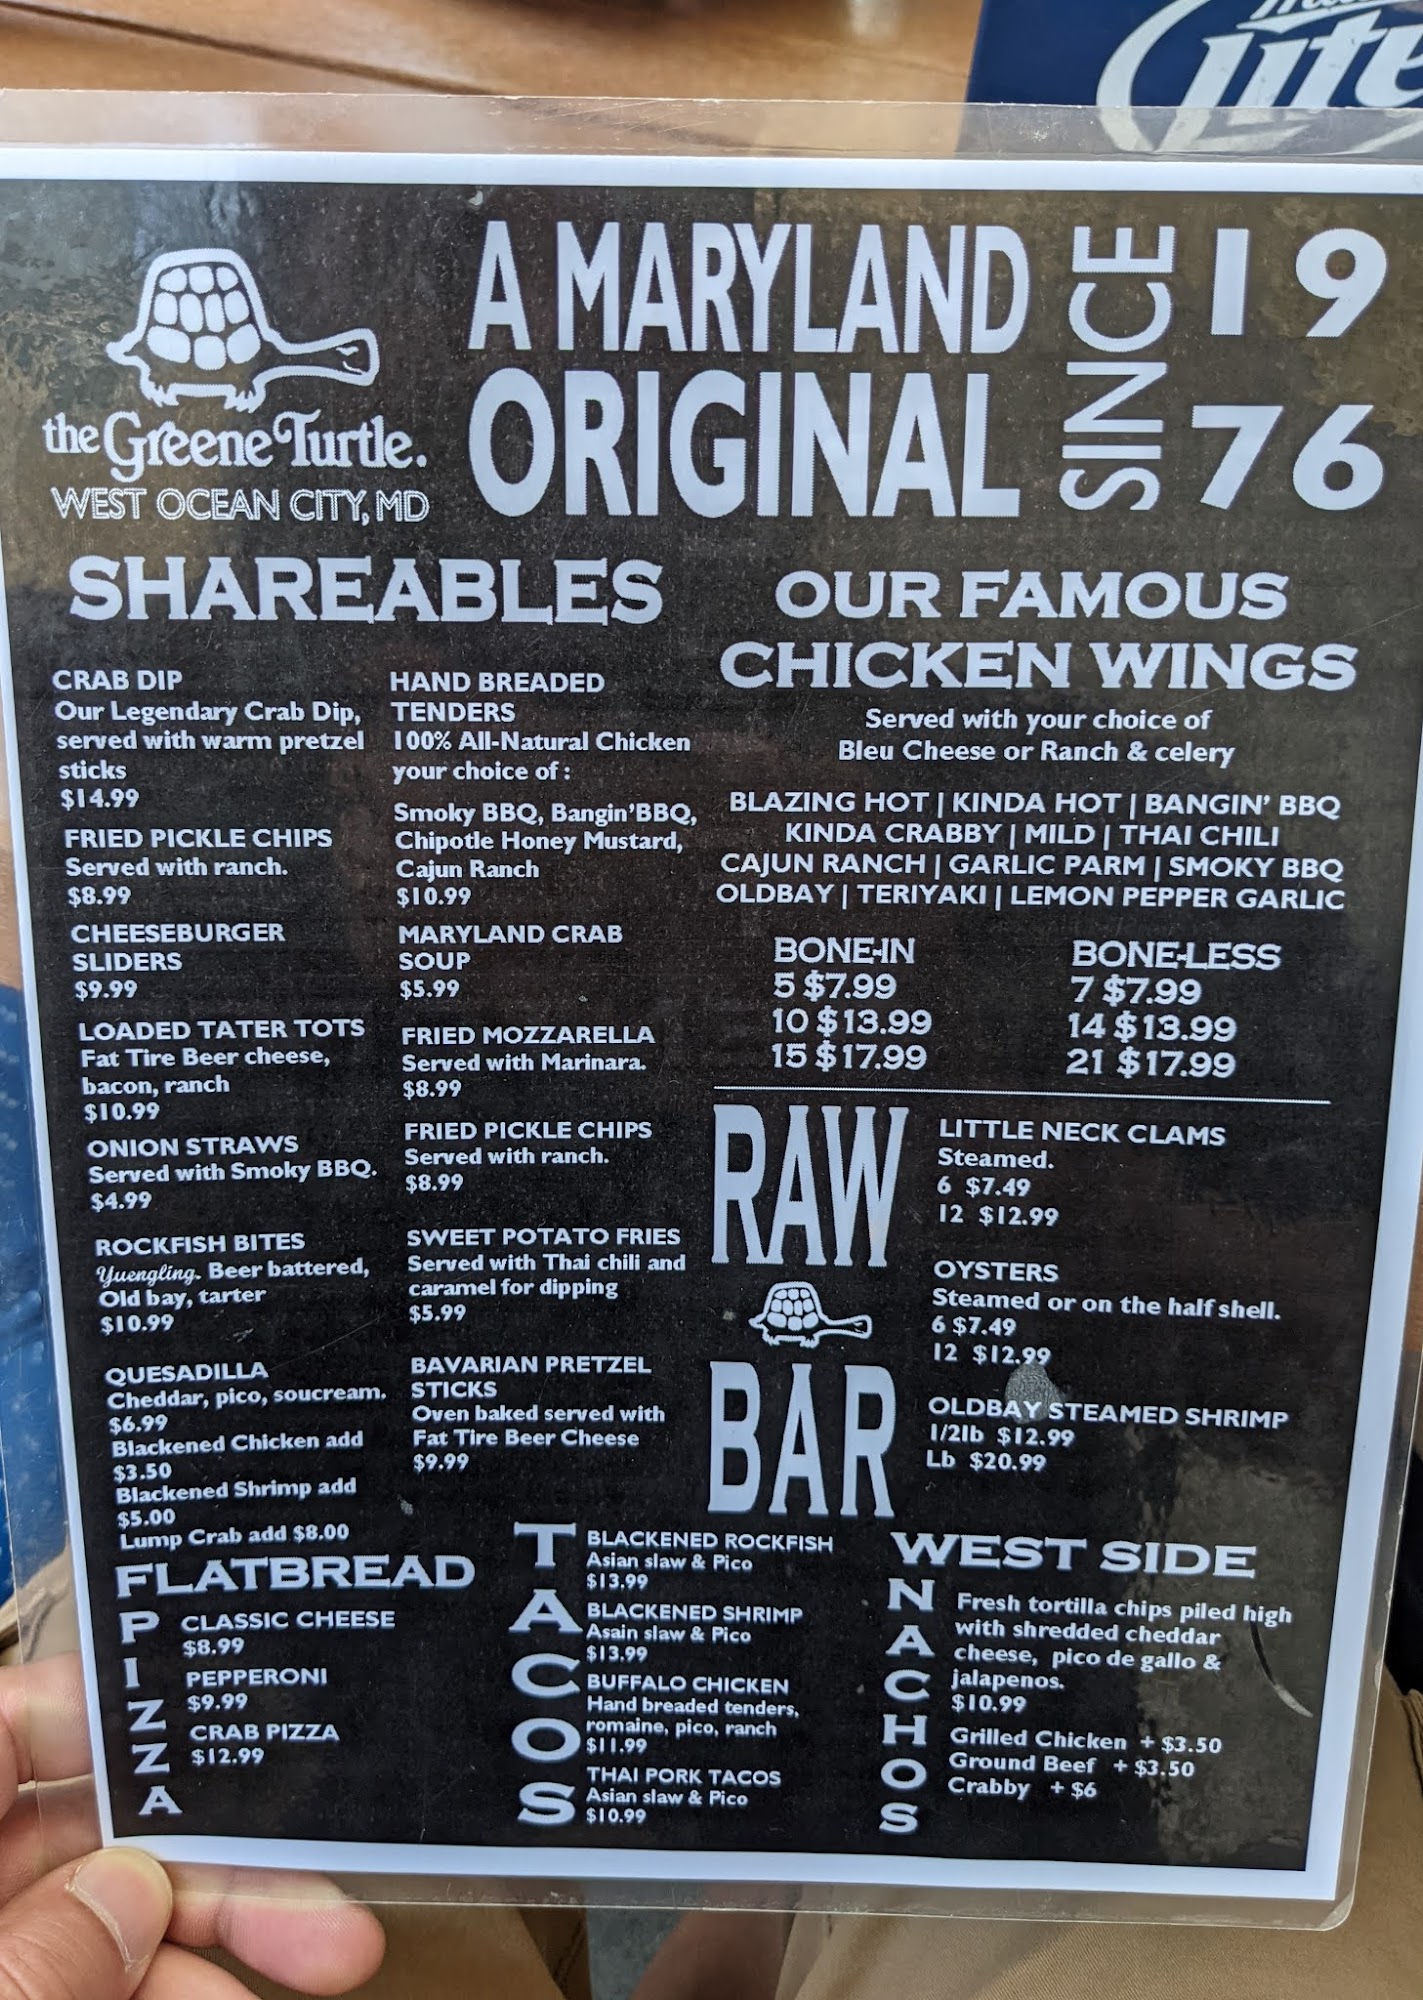 Lite
the Greene Turtle.
WEST OCEAN CITY, MD
A MARYLAND
ORIGINAL
SINCE
19
76
SHAREABLES
CRAB DIP
Our Legendary Crab Dip,
served with warm pretzel
sticks
$14.99
FRIED PICKLE CHIPS
Served with ranch.
$8.99
CHEESEBURGER
SLIDERS
$9.99
LOADED TATER TOTS
Fat Tire Beer cheese,
bacon, ranch
$10.99
ONION STRAWS
Served with Smoky BBQ.
$4.99
ROCKFISH BITES
Yuengling. Beer battered,
Old bay, tarter
$10.99
QUESADILLA
Cheddar, pico, soucream.
$6.99
Blackened Chicken add
$3.50
Blackened Shrimp add
$5.00
Lump Crab add $8.00
HAND BREADED
TENDERS
100% All-Natural Chicken
your choice of :
Smoky BBQ, Bangin'BBQ,
Chipotle Honey Mustard,
Cajun Ranch
$10.99
MARYLAND CRAB
SOUP
$5.99
FRIED MOZZARELLA
Served with Marinara.
$8.99
FRIED PICKLE CHIPS
Served with ranch.
$8.99
SWEET POTATO FRIES
Served with Thai chili and
caramel for dipping
$5.99
BAVARIAN PRETZEL
STICKS
Oven baked served with
Fat Tire Beer Cheese
$9.99
OUR FAMOUS
CHICKEN WINGS
Served with your choice of
Bleu Cheese or Ranch & celery
BLAZING HOT | KINDA HOT | BANGIN' BBQ
KINDA CRABBY | MILD | THAI CHILI
CAJUN RANCH | GARLIC PARM | SMOKY BBQ
OLDBAY | TERIYAKI | LEMON PEPPER GARLIC
BONE-IN
5 $7.99
10 $13.99
15 $17.99
BONE-LESS
7 $7.99
14 $13.99
21 $17.99
RAW
BAR
LITTLE NECK CLAMS
Steamed.
6 $7.49
12 $12.99
OYSTERS
Steamed or on the half shell.
6 $7.49
12 $12.99
OLDBAY STEAMED SHRIMP
1/2lb $12.99
Lb $20.99
FLATBREAD
PIZZA
CLASSIC CHEESE
$8.99
PEPPERONI
$9.99
CRAB PIZZA
$12.99
TACOS
BLACKENED ROCKFISH
Asian slaw & Pico
$13.99
BLACKENED SHRIMP
Asain slaw & Pico
$13.99
BUFFALO CHICKEN
Hand breaded tenders,
romaine, pico, ranch
$11.99
THAI PORK TACOS
Asian slaw & Pico
$10.99
WEST SIDE
NACHOS
Fresh tortilla chips piled high
with shredded cheddar
cheese, pico de gallo &
jalapenos.
$10.99
Grilled Chicken + $3.50
Ground Beef + $3.50
Crabby + $6